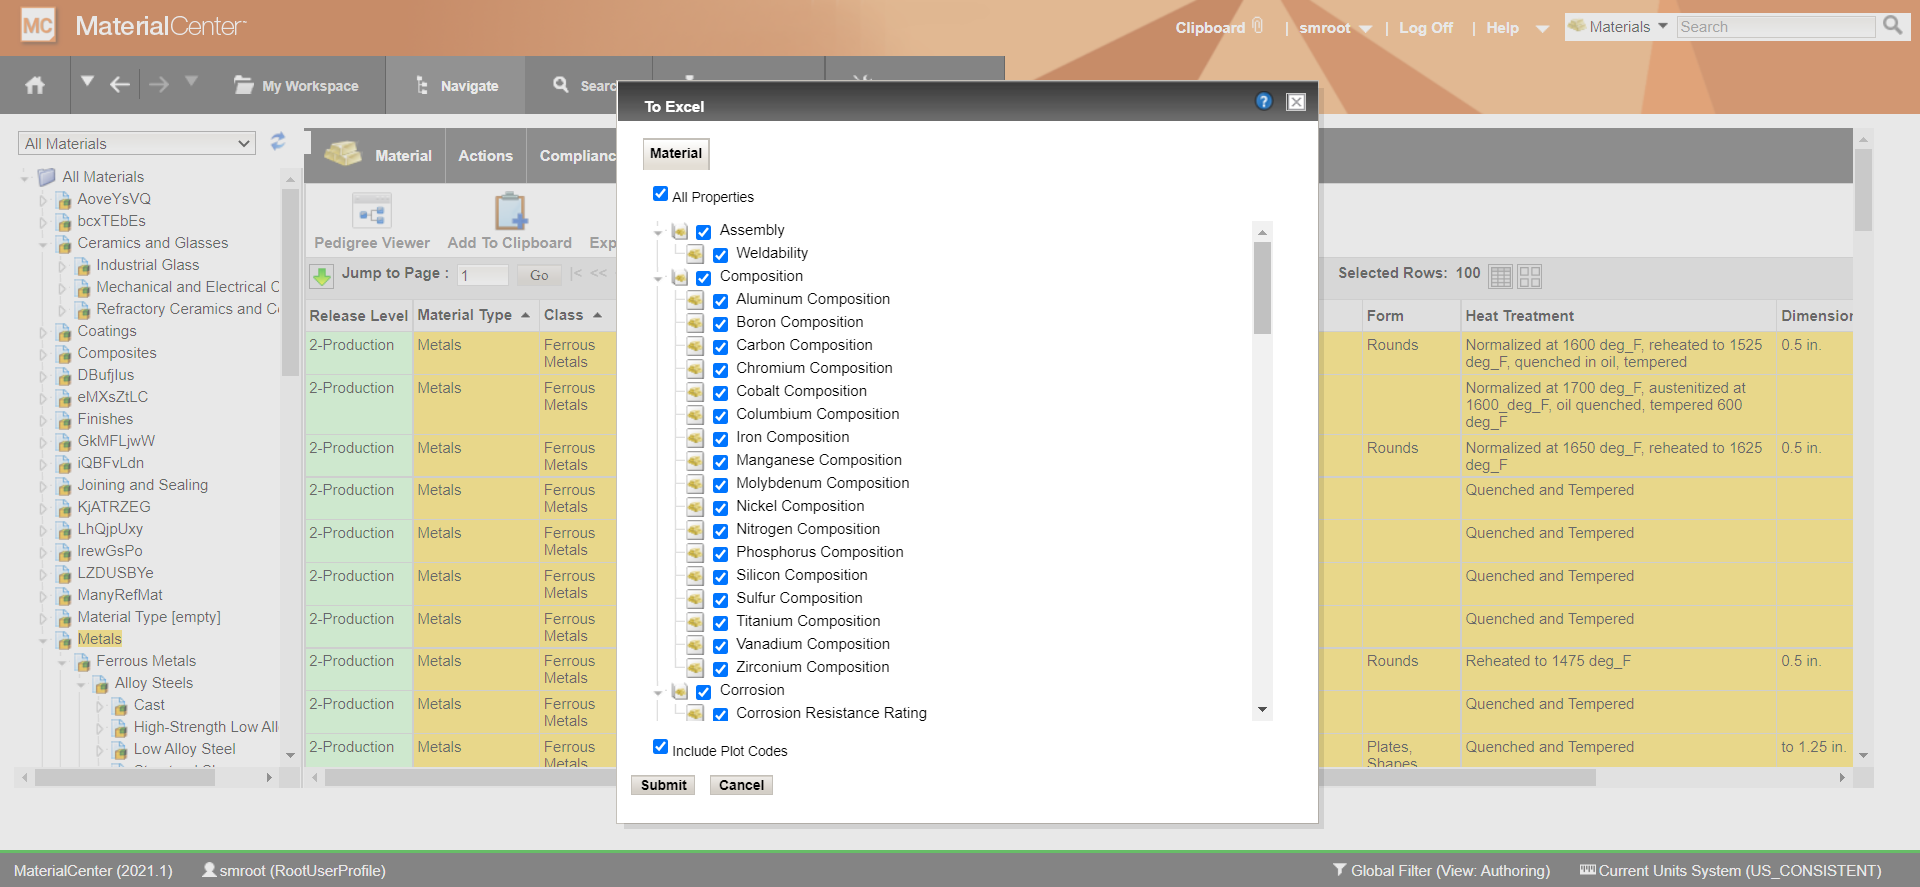 MC MaterialCenter
Clipboard | smroot | Log Off | Help
Materials Search
My Workspace
Navigate
Searc
To Excel
?
All Materials
All Materials
AoveYsVQ
bcxTEbEs
Ceramics and Glasses
Industrial Glass
Mechanical and Electrical C
Refractory Ceramics and C
Coatings
Composites
DBufjlus
eMXsZtLC
Finishes
GkMFLjwW
iQBFvLdn
Joining and Sealing
KjATRZEG
LhQjpUxy
lrewGsPo
LZDUSBYe
ManyRefMat
Material Type [empty]
Metals
Ferrous Metals
Alloy Steels
Cast
High-Strength Low All
Low Alloy Steel
Material Actions Complianc
Pedigree Viewer Add To Clipboard Exp
Jump to Page : 1 Go |< <<
Release Level Material Type Class
2-Production Metals Ferrous
Metals
2-Production Metals Ferrous
Metals
2-Production Metals Ferrous
Metals
2-Production Metals Ferrous
Metals
2-Production Metals Ferrous
Metals
2-Production Metals Ferrous
Metals
2-Production Metals Ferrous
Metals
2-Production Metals Ferrous
Metals
2-Production Metals Ferrous
Metals
2-Production Metals Ferrous
Metals
Material
All Properties
Assembly
Weldability
Composition
Aluminum Composition
Boron Composition
Carbon Composition
Chromium Composition
Cobalt Composition
Columbium Composition
Iron Composition
Manganese Composition
Molybdenum Composition
Nickel Composition
Nitrogen Composition
Phosphorus Composition
Silicon Composition
Sulfur Composition
Titanium Composition
Vanadium Composition
Zirconium Composition
Corrosion
Corrosion Resistance Rating
Include Plot Codes
Submit Cancel
Selected Rows: 100
Form Heat Treatment Dimension
Rounds Normalized at 1600 deg_F, reheated to 1525 0.5 in.
deg_F, quenched in oil, tempered
Normalized at 1700 deg_F, austenitized at
1600_deg_F, oil quenched, tempered 600
deg_F
Rounds Normalized at 1650 deg_F, reheated to 1625 0.5 in.
deg_F
Quenched and Tempered
Quenched and Tempered
Quenched and Tempered
Quenched and Tempered
Rounds Reheated to 1475 deg_F 0.5 in.
Quenched and Tempered
Plates, Quenched and Tempered to 1.25 in.
Shapes
MaterialCenter (2021.1) smroot (RootUserProfile) Global Filter (View: Authoring) Current Units System (US_CONSISTENT)